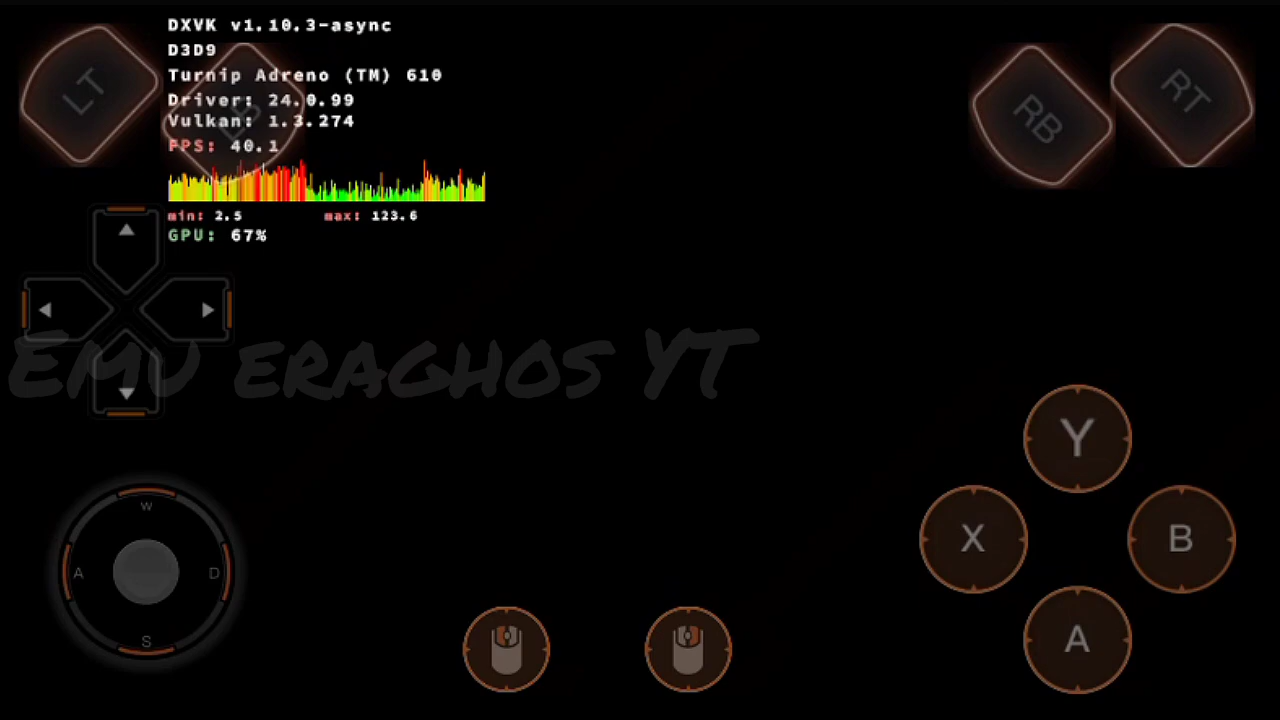 DXVK v1.10.3-async
D3D9
Turnip Adreno (TM) 610
Driver: 24.0.99
Vulkan: 1.3.274
FPS: 40.1
min: 2.5 max: 123.6
GPU: 67%
LT
LB
RB
RT
Emu eraghos YT
W
A
D
S
Y
X
B
A